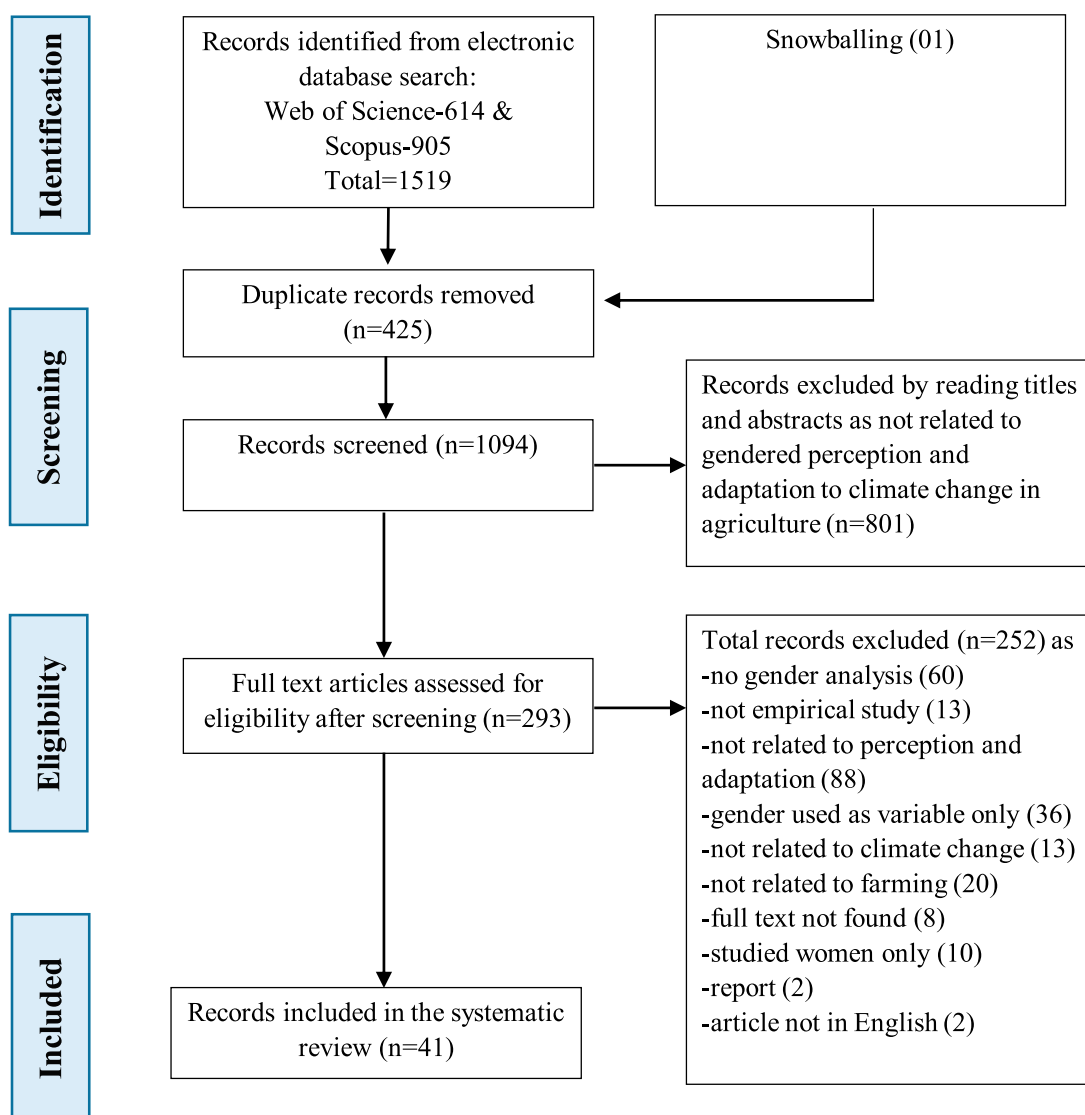 Identification
Records identified from electronic
database search:
Web of Science-614 &
Scopus-905
Total=1519
Snowballing (01)
Duplicate records removed
(n=425)
Screening
Records screened (n=1094)
Records excluded by reading titles
and abstracts as not related to
gendered perception and
adaptation to climate change in
agriculture (n=801)
Eligibility
Full text articles assessed for
eligibility after screening (n=293)
Total records excluded (n=252) as
-no gender analysis (60)
-not empirical study (13)
-not related to perception and
adaptation (88)
-gender used as variable only (36)
-not related to climate change (13)
-not related to farming (20)
-full text not found (8)
-studied women only (10)
-report (2)
-article not in English (2)
Included
Records included in the systematic
review (n=41)